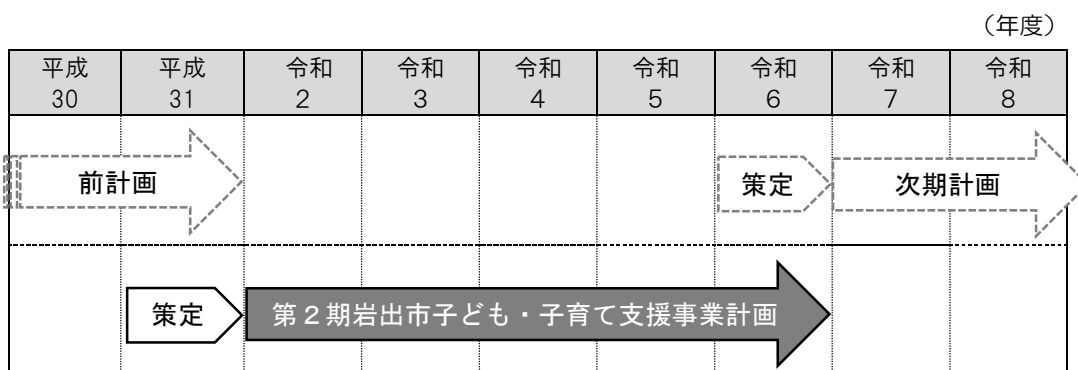 （年度）
平成 平成 令和 令和 令和 令和 令和 令和 令和
30 31 2 3 4 5 6 7 8
前計画 策定 次期計画
策定 第２期岩出市子ども・子育て支援事業計画